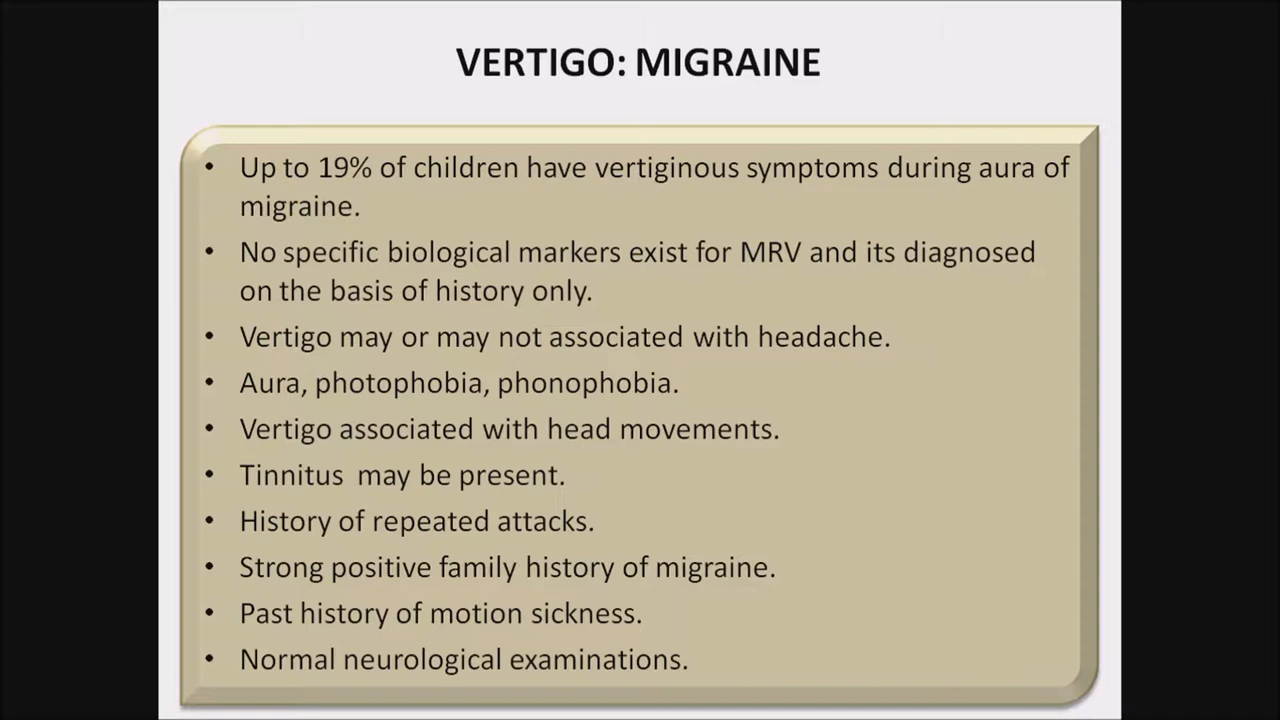 VERTIGO: MIGRAINE
• Up to 19% of children have vertiginous symptoms during aura of
migraine.
• No specific biological markers exist for MRV and its diagnosed
on the basis of history only.
• Vertigo may or may not associated with headache.
• Aura, photophobia, phonophobia.
• Vertigo associated with head movements.
• Tinnitus  may be present.
• History of repeated attacks.
• Strong positive family history of migraine.
• Past history of motion sickness.
• Normal neurological examinations.